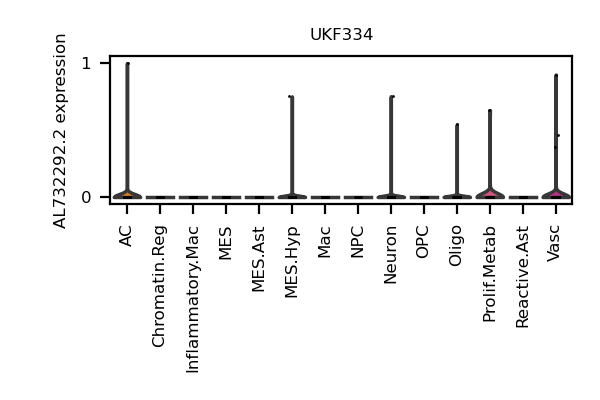 UKF334
AL732292.2 expression
1
0
AC
Chromatin.Reg
Inflammatory.Mac
MES
MES.Ast
MES.Hyp
Mac
NPC
Neuron
OPC
Oligo
Prolif.Metab
Reactive.Ast
Vasc